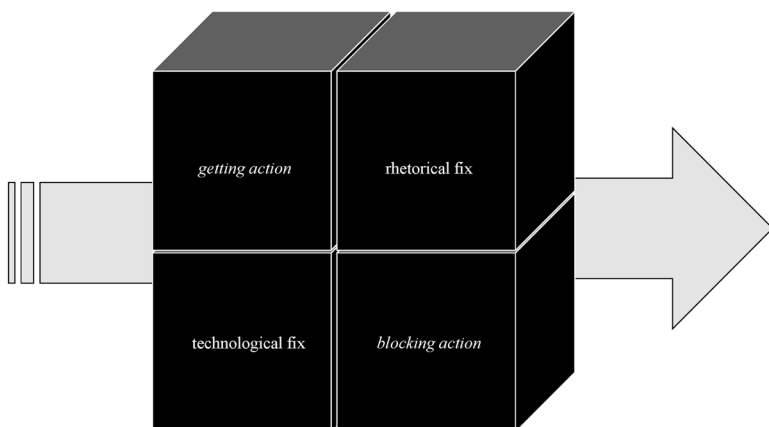 getting action
rhetorical fix
technological fix
blocking action